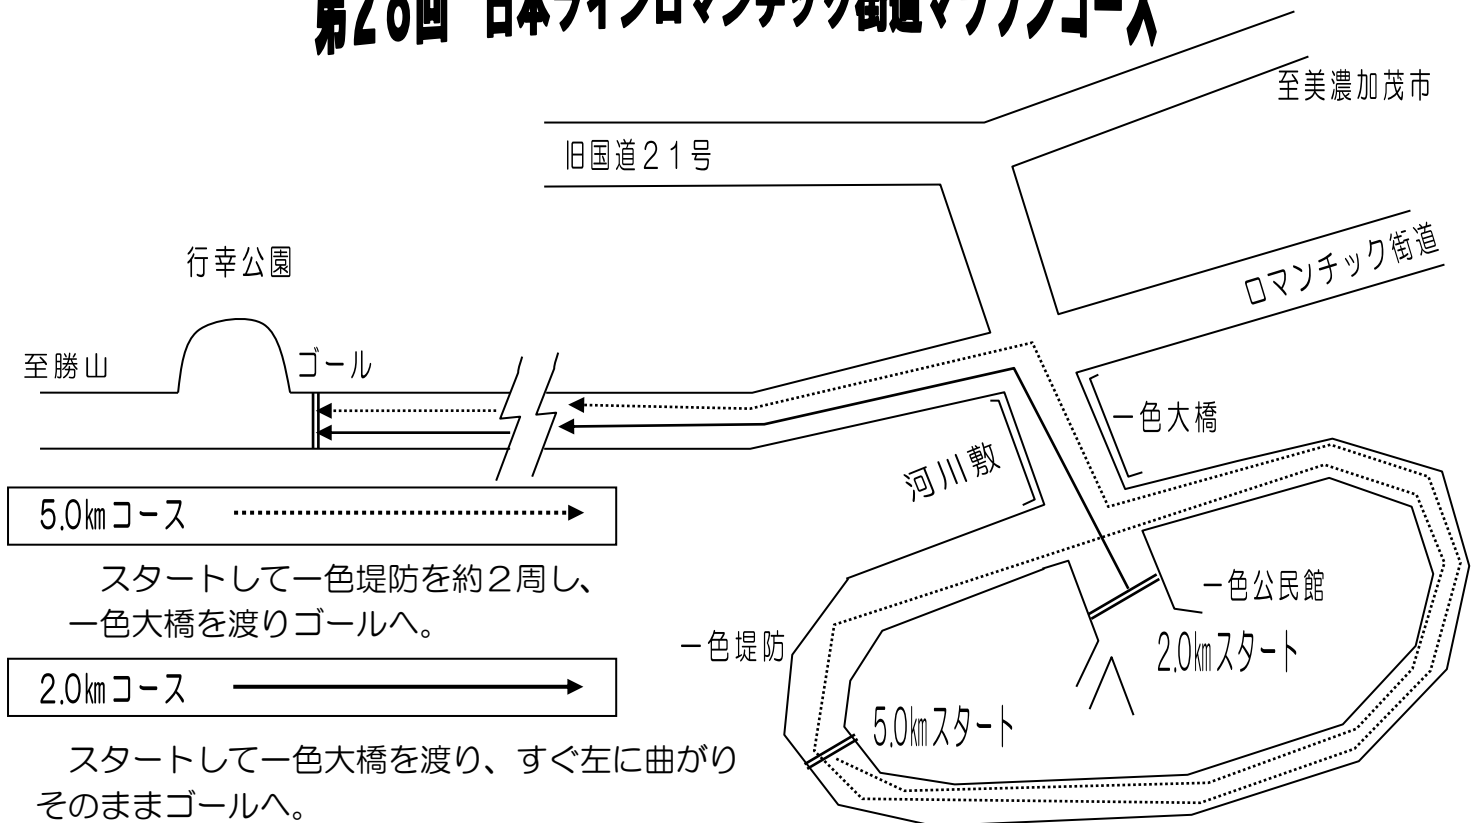 第28回 日本ラインロマンチック街道マラソンコース
至美濃加茂市
旧国道21号
ロマンチック街道
行幸公園
至勝山
ゴール
一色大橋
河川敷
5.0㎞コース
スタートして一色堤防を約2周し、
一色大橋を渡りゴールへ。
一色公民館
一色堤防
2.0㎞スタート
2.0㎞コース
5.0㎞スタート
スタートして一色大橋を渡り、すぐ左に曲がり
そのままゴールへ。